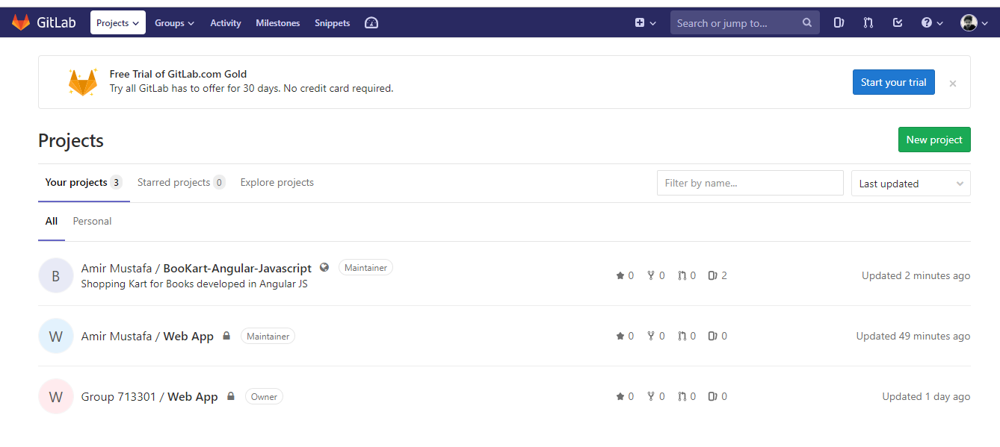 GitLab Projects Groups Activity Milestones Snippets Search or jump to...
Free Trial of GitLab.com Gold
Try all GitLab has to offer for 30 days. No credit card required.
Start your trial
Projects
New project
Your projects 3 Starred projects 0 Explore projects Filter by name... Last updated
All Personal
B Amir Mustafa / BooKart-Angular-Javascript Maintainer
Shopping Kart for Books developed in Angular JS
0 0 0 2 Updated 2 minutes ago
W Amir Mustafa / Web App Maintainer 0 0 0 0 Updated 49 minutes ago
W Group 713301 / Web App Owner 0 0 0 0 Updated 1 day ago